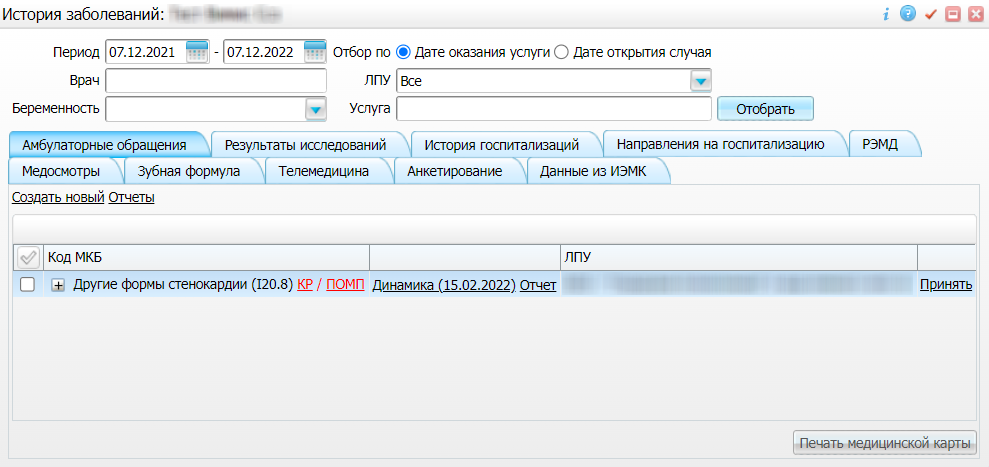 История заболеваний:
Период 07.12.2021 - 07.12.2022 Отбор по Дате оказания услуги Дате открытия случая
Врач ЛПУ Все
Беременность Услуга Отобрать
Амбулаторные обращения Результаты исследований История госпитализаций Направления на госпитализацию РЭМД
Медосмотры Зубная формула Телемедицина Анкетирование Данные из ИЭМК
Создать новый Отчеты
Код МКБ ЛПУ
Другие формы стенокардии (I20.8) КР / ПОМП Динамика (15.02.2022) Отчет Принять
Печать медицинской карты